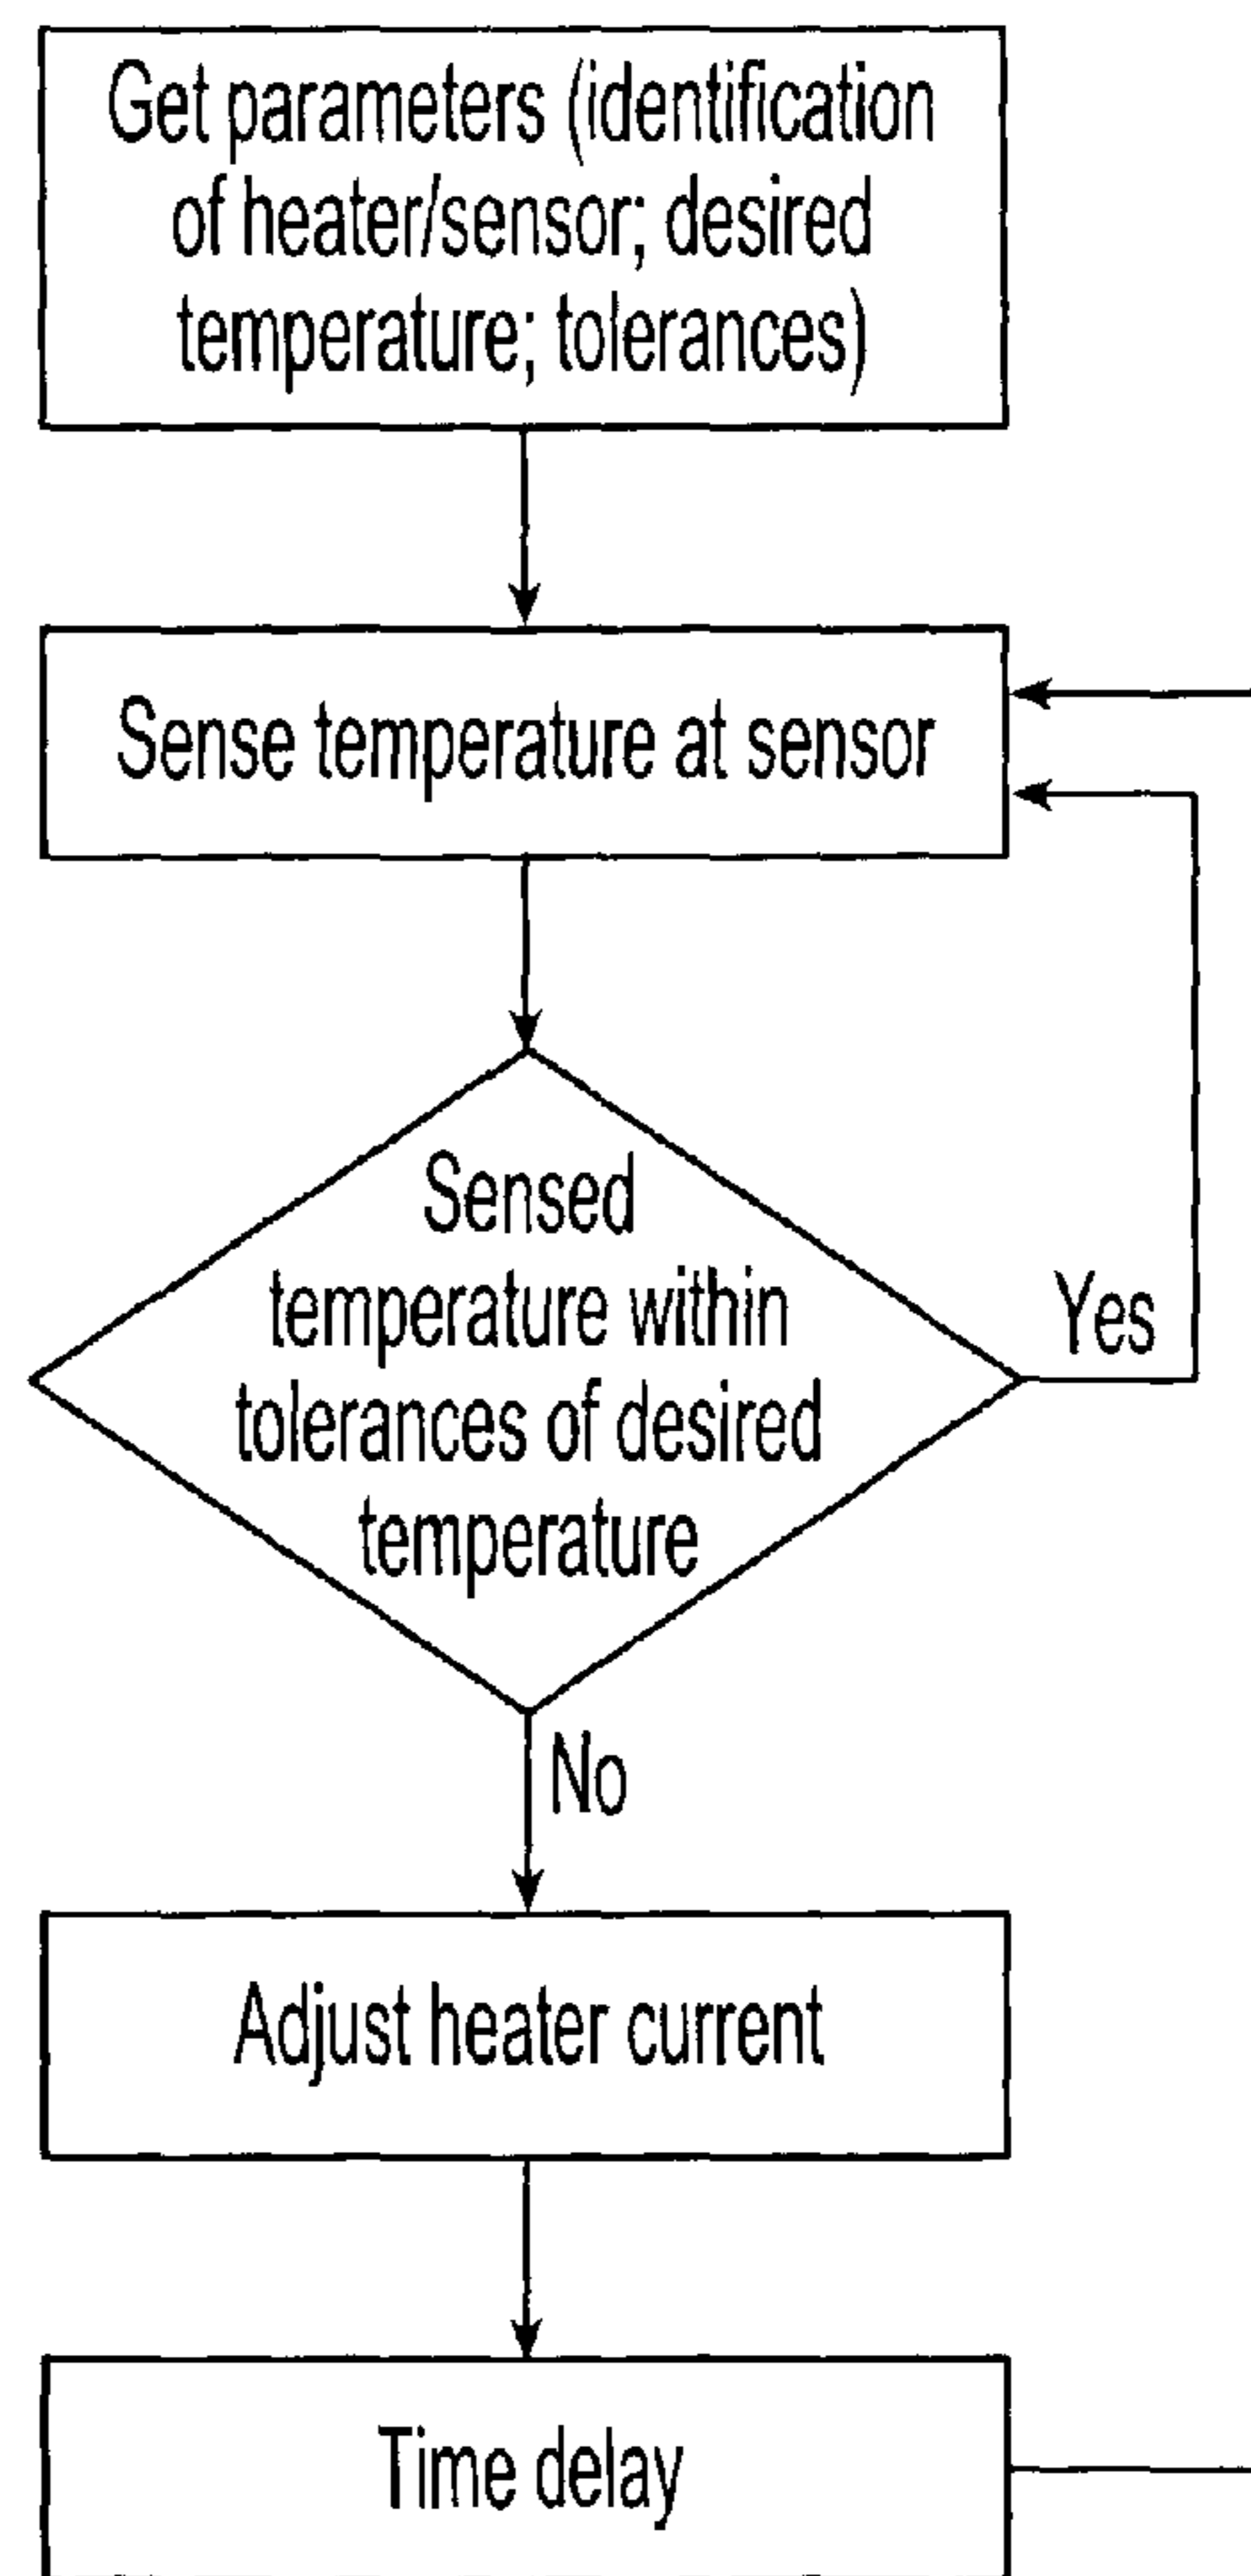 Get parameters (identification
of heater/sensor; desired
temperature; tolerances)
Sense temperature at sensor
Sensed
temperature within
tolerances of desired
temperature
Yes
No
Adjust heater current
Time delay